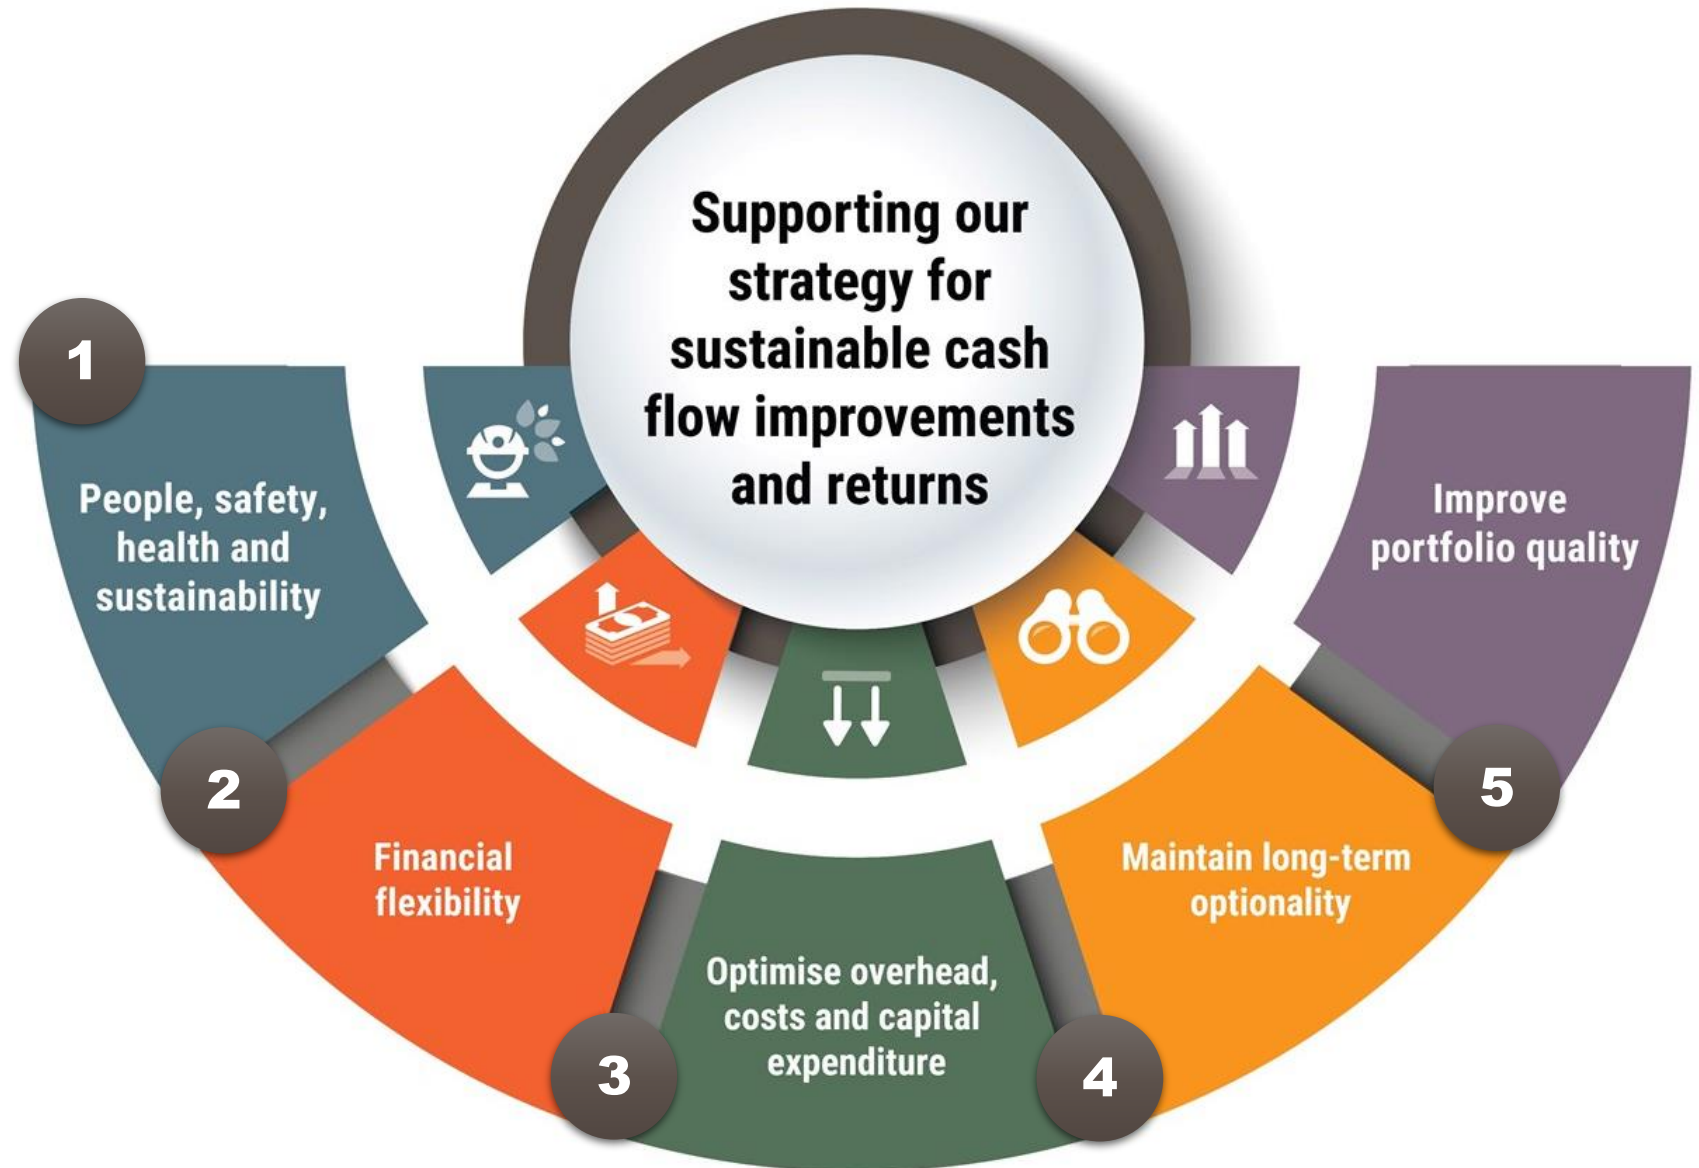 Supporting our
strategy for
sustainable cash
flow improvements
and returns
1
People, safety,
health and
sustainability
2
Financial
flexibility
3
Optimise overhead,
costs and capital
expenditure
4
Maintain long-term
optionality
5
Improve
portfolio quality